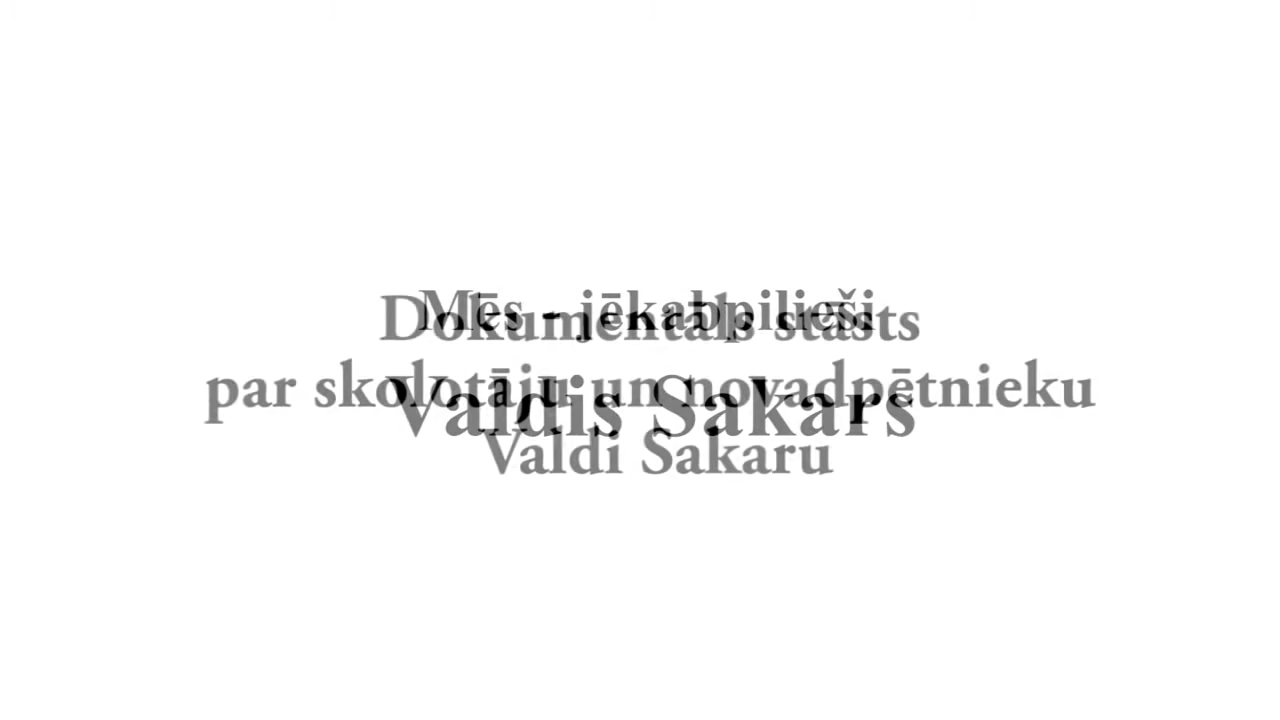 Mēs - jēkabpilieši
Valdis Sakars
Dokumentāls stāsts
par skolotāju un novadpētnieku
Valdi Sakaru